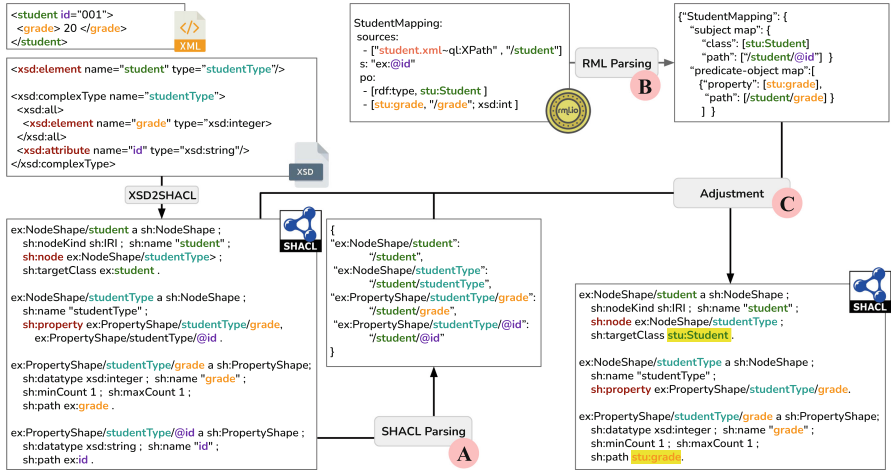 <student id="001">
<grade> 20 </grade>
</student>
XML
<xsd:element name="student" type="studentType"/>
<xsd:complexType name="studentType">
<xsd:all>
<xsd:element name="grade" type="xsd:integer>
</xsd:all>
<xsd:attribute name="id" type="xsd:string"/>
</xsd:complexType>
XSD
XSD2SHACL
ex:NodeShape/student a sh:NodeShape ;
sh:nodeKind sh:IRI ; sh:name "student" ;
sh:node ex:NodeShape/studentType> ;
sh:targetClass ex:student .
ex:NodeShape/studentType a sh:NodeShape ;
sh:name "studentType" ;
sh:property ex:PropertyShape/studentType/grade,
ex:PropertyShape/studentType/@id .
ex:PropertyShape/studentType/grade a sh:PropertyShape;
sh:datatype xsd:integer ; sh:name "grade" ;
sh:minCount 1 ; sh:maxCount 1 ;
sh:path ex:grade .
ex:PropertyShape/studentType/@id a sh:PropertyShape ;
sh:datatype xsd:string ; sh:name "id" ;
sh:path ex:id .
SHACL
SHACL Parsing
A
{
"ex:NodeShape/student":
"/student",
"ex:NodeShape/studentType":
"/student/studentType",
"ex:PropertyShape/studentType/grade":
"/student/grade",
"ex:PropertyShape/studentType/@id":
"/student/@id"
}
StudentMapping:
sources:
- ["student.xml~ql:XPath" , "/student"]
s: "ex:@id"
po:
- [rdf:type, stu:Student ]
- [stu:grade, "/grade"; xsd:int ]
rml.io
RML Parsing
B
{"StudentMapping": {
"subject map": {
"class": [stu:Student]
"path": ["/student/@id"] }
"predicate-object map":[
{"property": [stu:grade],
"path": [/student/grade] }
] }
Adjustment
C
SHACL
ex:NodeShape/student a sh:NodeShape ;
sh:nodeKind sh:IRI ; sh:name "student" ;
sh:node ex:NodeShape/studentType ;
sh:targetClass stu:Student .
ex:NodeShape/studentType a sh:NodeShape ;
sh:name "studentType" ;
sh:property ex:PropertyShape/studentType/grade.
ex:PropertyShape/studentType/grade a sh:PropertyShape;
sh:datatype xsd:integer ; sh:name "grade" ;
sh:minCount 1 ; sh:maxCount 1 ;
sh:path stu:grade.